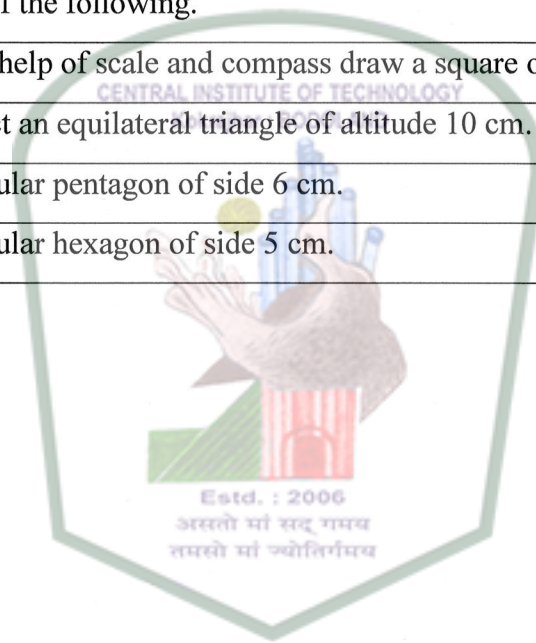 f the following.
help of scale and compass draw a square o
CENTRAL INSTITUTE OF TECHNOLOGY
t an equilateral triangle of altitude 10 cm.
ular pentagon of side 6 cm.
ular hexagon of side 5 cm.
Estd. : 2006
असतो मां सद् गमय
तमसो मां ज्योतिर्गमय